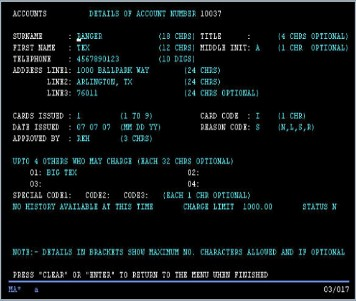 ACCOUNTS DETAILS OF ACCOUNT NUMBER 10037
SURNAME : LANGER (18 CHRS) TITLE : (4 CHRS OPTIONAL)
FIRST NAME : TEX (12 CHRS) MIDDLE INIT: A (1 CHR OPTIONAL)
TELEPHONE : 4567890123 (10 DIGS)
ADDRESS LINE1: 1000 BALLPARK WAY (24 CHRS)
LINE2: ARLINGTON, TX (24 CHRS)
LINE3: 76011 (24 CHRS OPTIONAL)
CARDS ISSUED : 1 (1 TO 9) CARD CODE : I (1 CHR)
DATE ISSUED : 07 07 07 (MM DD YY) REASON CODE: S (N,L,S,R)
APPROVED BY : REH (3 CHRS)
UPTO 4 OTHERS WHO MAY CHARGE (EACH 32 CHRS OPTIONAL)
O1: BIG TEX O2:
O3: O4:
SPECIAL CODE1: CODE2: CODE3: (EACH 1 CHR OPTIONAL)
NO HISTORY AVAILABLE AT THIS TIME CHARGE LIMIT 1000.00 STATUS N
NOTE:- DETAILS IN BRACKETS SHOW MAXIMUM NO. CHARACTERS ALLOWED AND IF OPTIONAL
PRESS "CLEAR" OR "ENTER" TO RETURN TO THE MENU WHEN FINISHED
MA* a 03/017